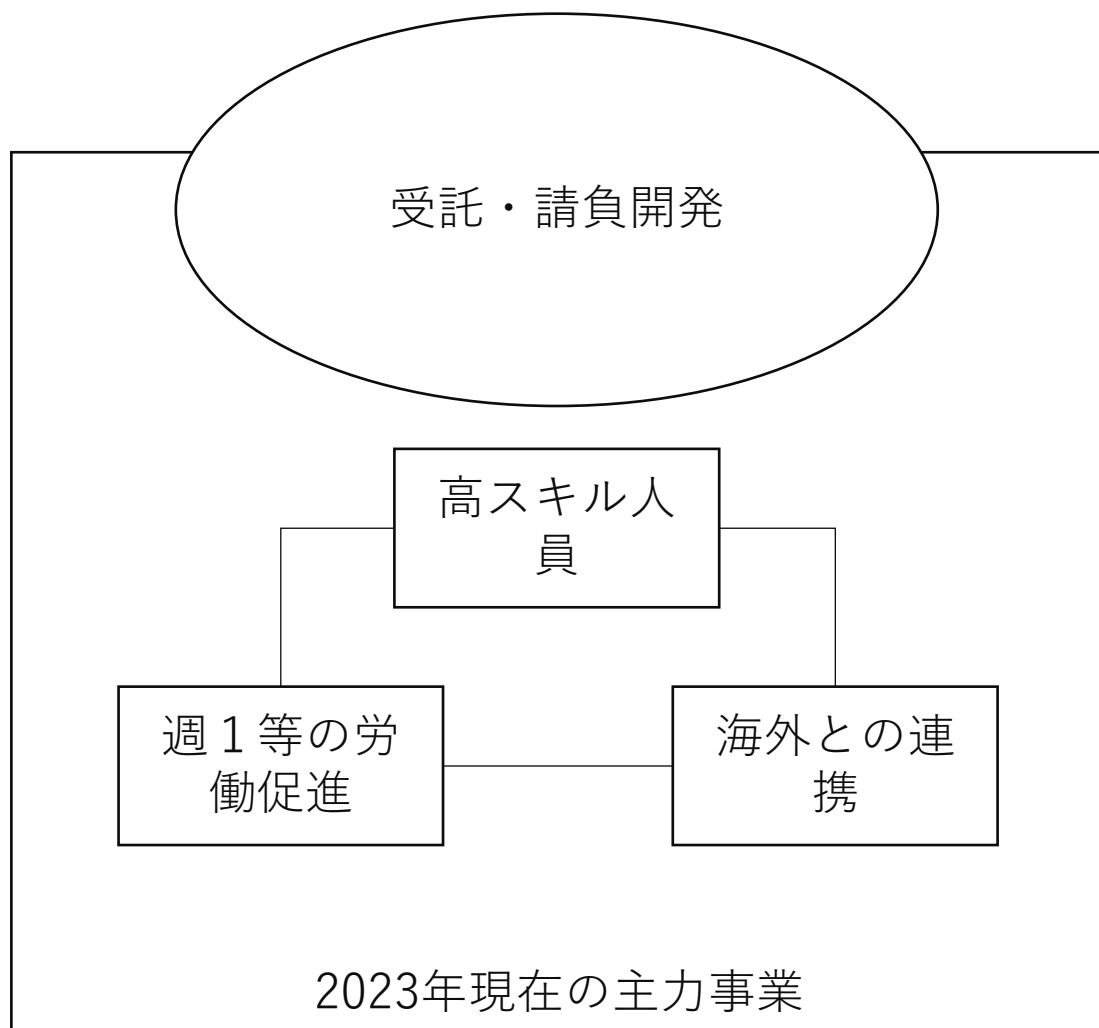 受託・請負開発
高スキル人
員
週１等の労
働促進
海外との連
携
2023年現在の主力事業